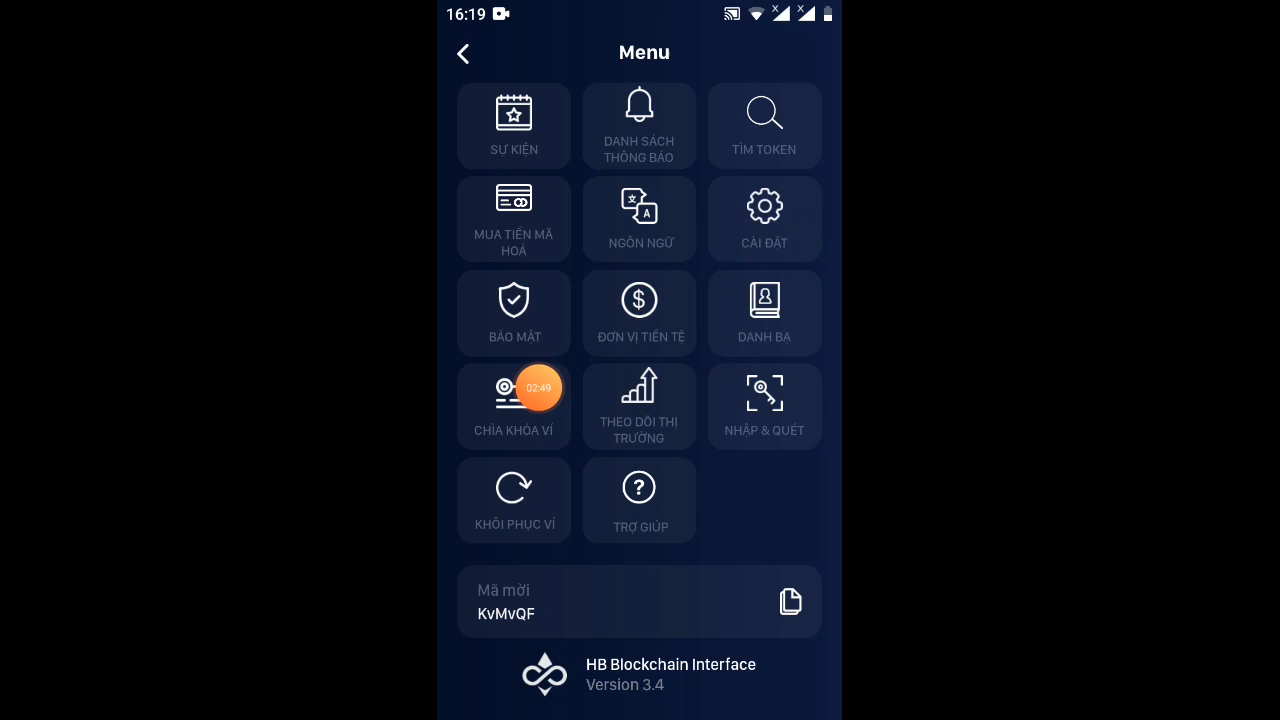 16:19
Menu
SỰ KIỆN
DANH SÁCH
THÔNG BÁO
TÌM TOKEN
MUA TIỀN MÃ
HOÁ
NGÔN NGỮ
CÀI ĐẶT
BẢO MẬT
ĐƠN VỊ TIỀN TỆ
DANH BẠ
02:49
CHÌA KHÓA VÍ
THEO DÕI THỊ
TRƯỜNG
NHẬP & QUÉT
KHÔI PHỤC VÍ
TRỢ GIÚP
Mã mời
KvMvQF
HB Blockchain Interface
Version 3.4